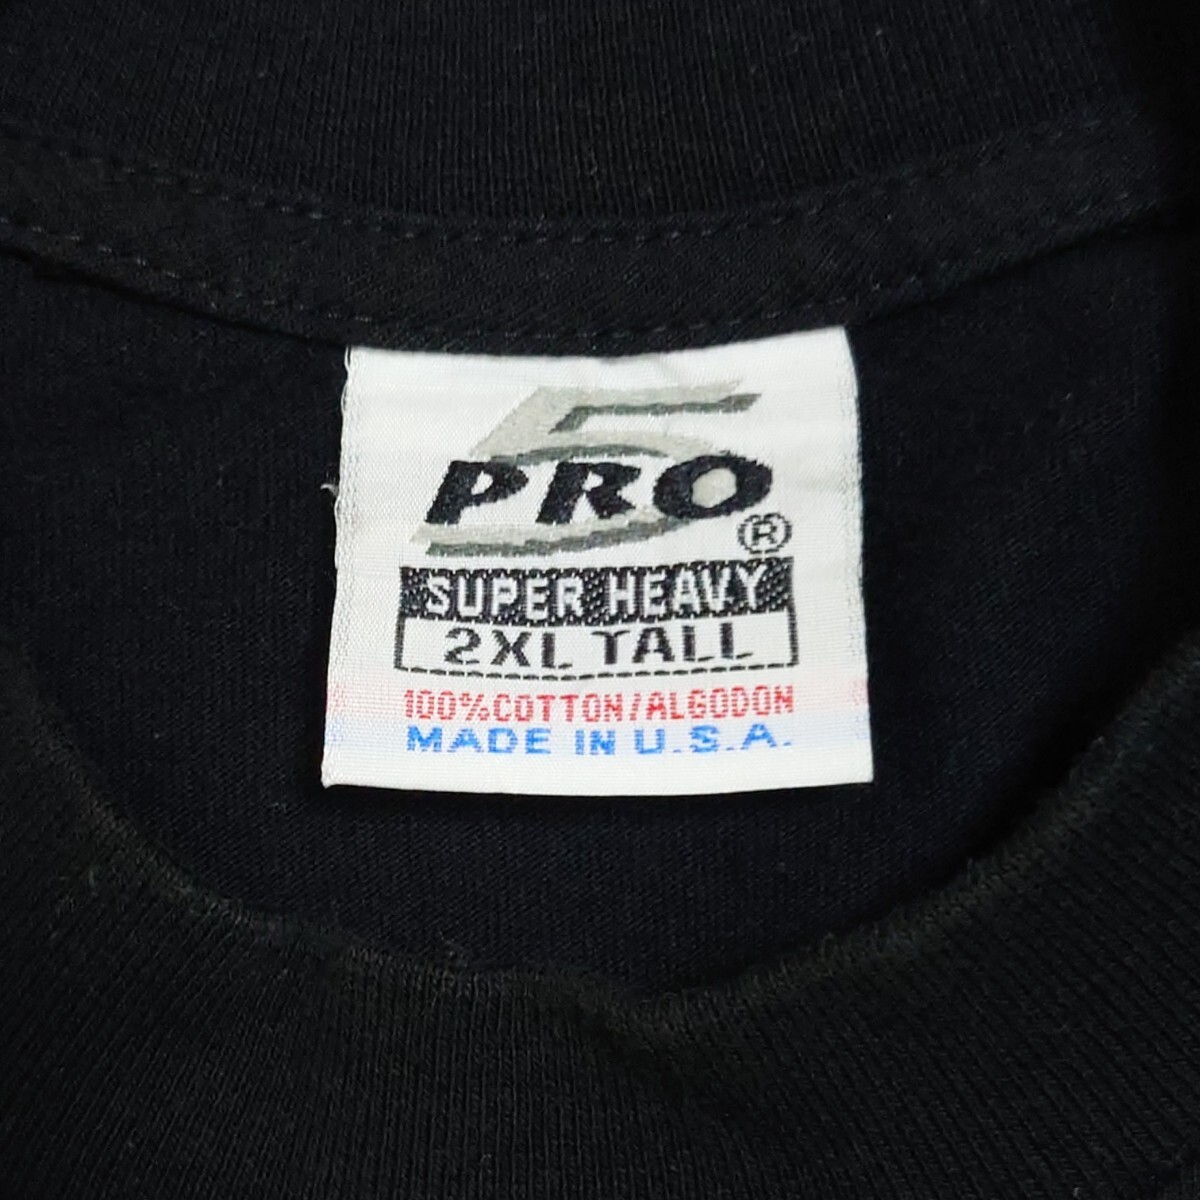 PRO 5®
SUPER HEAVY
2XL TALL
100%COTTON/ALGODON
MADE IN U.S.A.